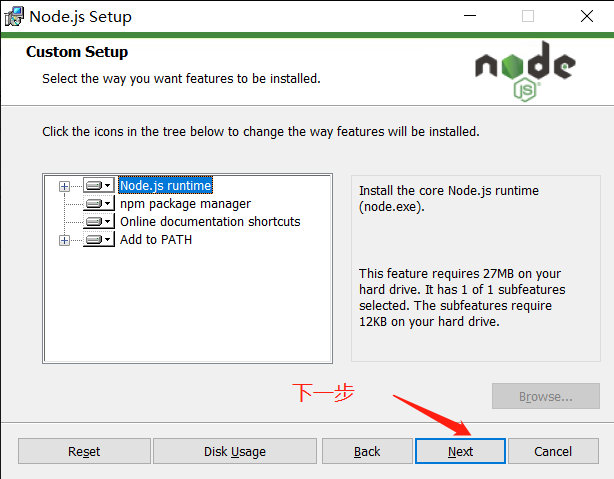 Node.js Setup
Custom Setup
Select the way you want features to be installed.
node
JS
Click the icons in the tree below to change the way features will be installed.
Node.js runtime
npm package manager
Online documentation shortcuts
Add to PATH
Install the core Node.js runtime
(node.exe).
This feature requires 27MB on your
hard drive. It has 1 of 1 subfeatures
selected. The subfeatures require
12KB on your hard drive.
下一步
Browse...
Reset
Disk Usage
Back
Next
Cancel